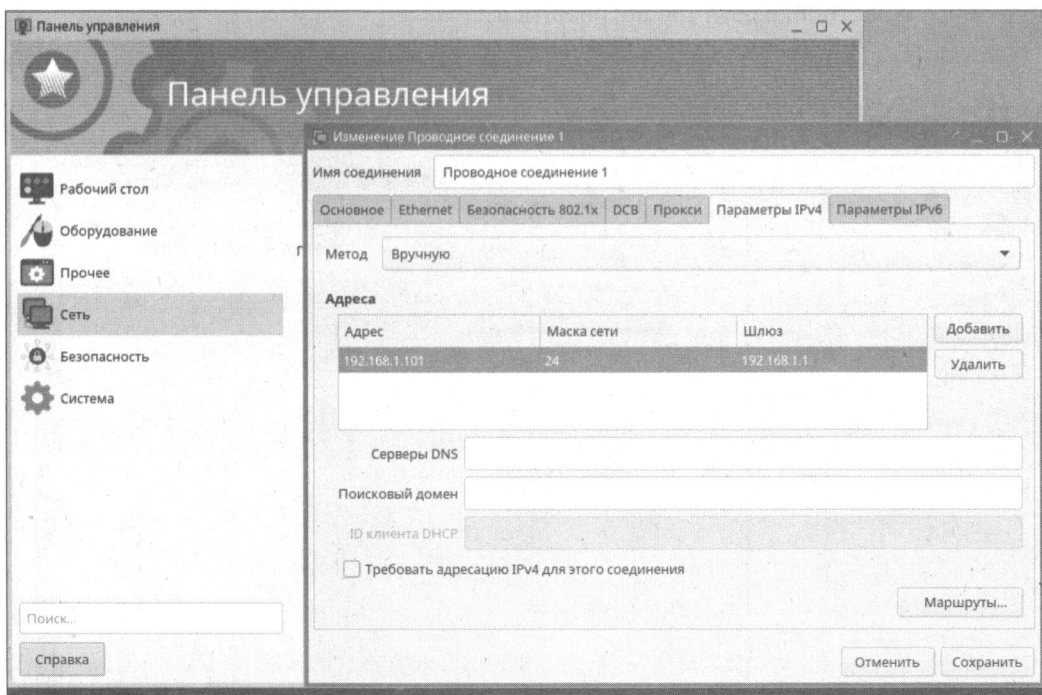 Панель управления
Панель управления
Рабочий стол
Оборудование
Прочее
Сеть
Безопасность
Система
Поиск...
Справка
Изменение Проводное соединение 1
Имя соединения Проводное соединение 1
Основное Ethernet Безопасность 802.1x DCB Прокси Параметры IPv4 Параметры IPv6
Метод Вручную
Адреса
Адрес Маска сети Шлюз Добавить
192.168.1.101 24 192.168.1.1 Удалить
Серверы DNS
Поисковый домен
ID клиента DHCP
Требовать адресацию IPv4 для этого соединения
Маршруты...
Отменить Сохранить